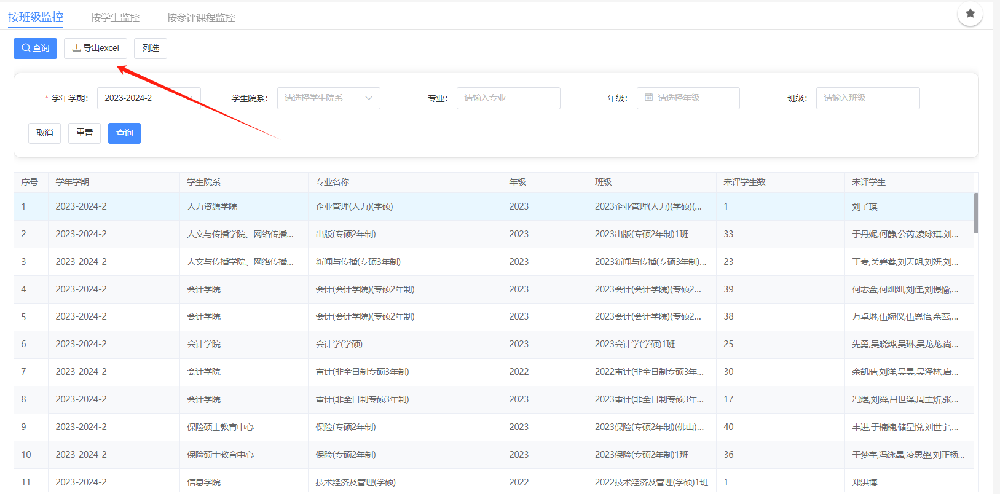 按班级监控 按学生监控 按参评课程监控
查询 导出excel 列选
* 学年学期： 2023-2024-2 学生院系： 请选择学生院系 专业： 请输入专业 年级： 请选择年级 班级： 请输入班级
取消 重置 查询
序号 学年学期 学生院系 专业名称 年级 班级 未评学生数 未评学生
1 2023-2024-2 人力资源学院 企业管理(人力)(学硕) 2023 2023企业管理(人力)(学硕)(... 1 刘子琪
2 2023-2024-2 人文与传播学院、网络传播... 出版(专硕2年制) 2023 2023出版(专硕2年制)1班 33 于丹妮,何静,公芮,凌咏琪,刘...
3 2023-2024-2 人文与传播学院、网络传播... 新闻与传播(专硕3年制) 2023 2023新闻与传播(专硕3年制)... 23 丁麦,关碧蓉,刘天朗,刘妍,刘...
4 2023-2024-2 会计学院 会计(会计学院)(专硕2年制) 2023 2023会计(会计学院)(专硕2... 39 何志金,何灿灿,刘佳,刘憬愉,...
5 2023-2024-2 会计学院 会计(会计学院)(专硕2年制) 2023 2023会计(会计学院)(专硕2... 38 万卓琳,伍婉仪,伍恩怡,余莺,...
6 2023-2024-2 会计学院 会计学(学硕) 2023 2023会计学(学硕)1班 25 先勇,吴晓烨,吴琳,吴龙龙,尚...
7 2023-2024-2 会计学院 审计(非全日制专硕3年制) 2022 2022审计(非全日制专硕3年... 30 余凯晴,刘洋,吴昊,吴泽林,唐...
8 2023-2024-2 会计学院 审计(非全日制专硕3年制) 2023 2023审计(非全日制专硕3年... 17 冯煜,刘舜,吕世泽,周宝炘,张...
9 2023-2024-2 保险硕士教育中心 保险(专硕2年制) 2023 2023保险(专硕2年制)(佛山)... 40 丰进,于楠楠,储星悦,刘世宇,...
10 2023-2024-2 保险硕士教育中心 保险(专硕2年制) 2023 2023保险(专硕2年制)1班 36 于梦宇,冯泳晶,凌思鋆,刘正杨...
11 2023-2024-2 信息学院 技术经济及管理(学硕) 2022 2022技术经济及管理(学硕)1班 1 郑洪博